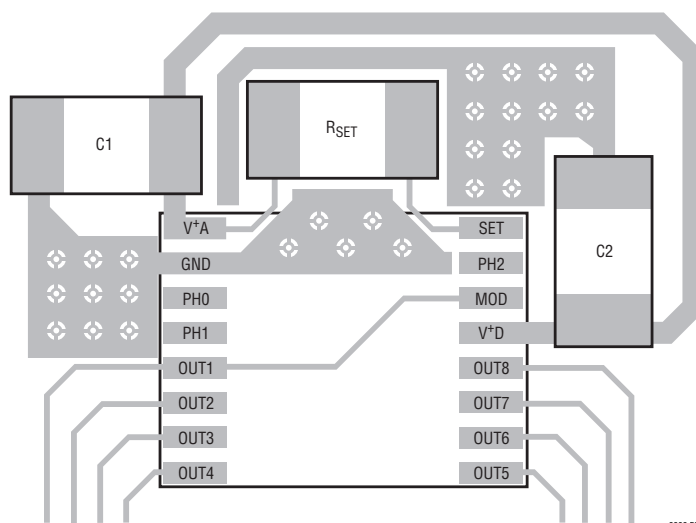 C1
RSET
C2
V+A
SET
GND
PH2
PH0
MOD
PH1
V+D
OUT1
OUT8
OUT2
OUT7
OUT3
OUT6
OUT4
OUT5